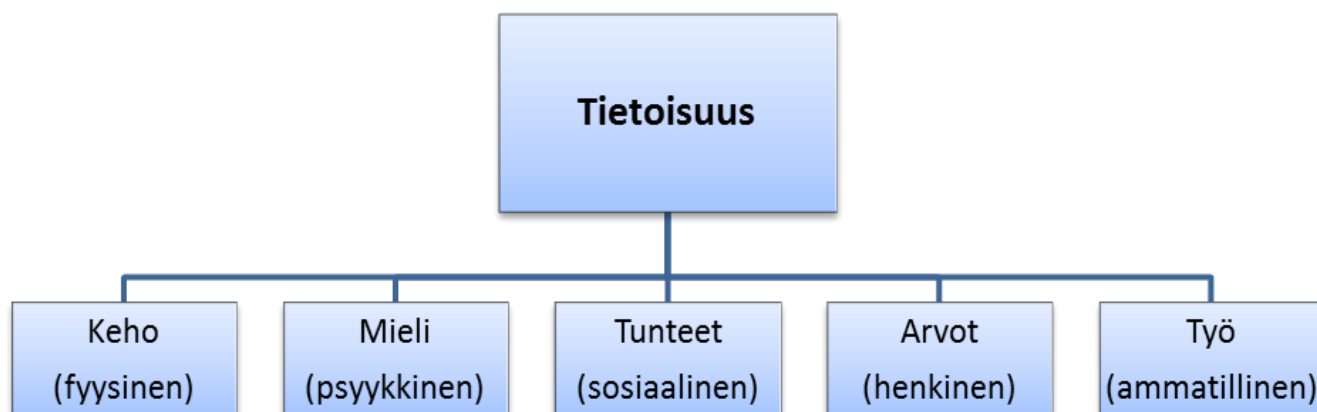 Tietoisuus
Keho
(fyysinen)
Mieli
(psyykkinen)
Tunteet
(sosiaalinen)
Arvot
(henkinen)
Työ
(ammatillinen)